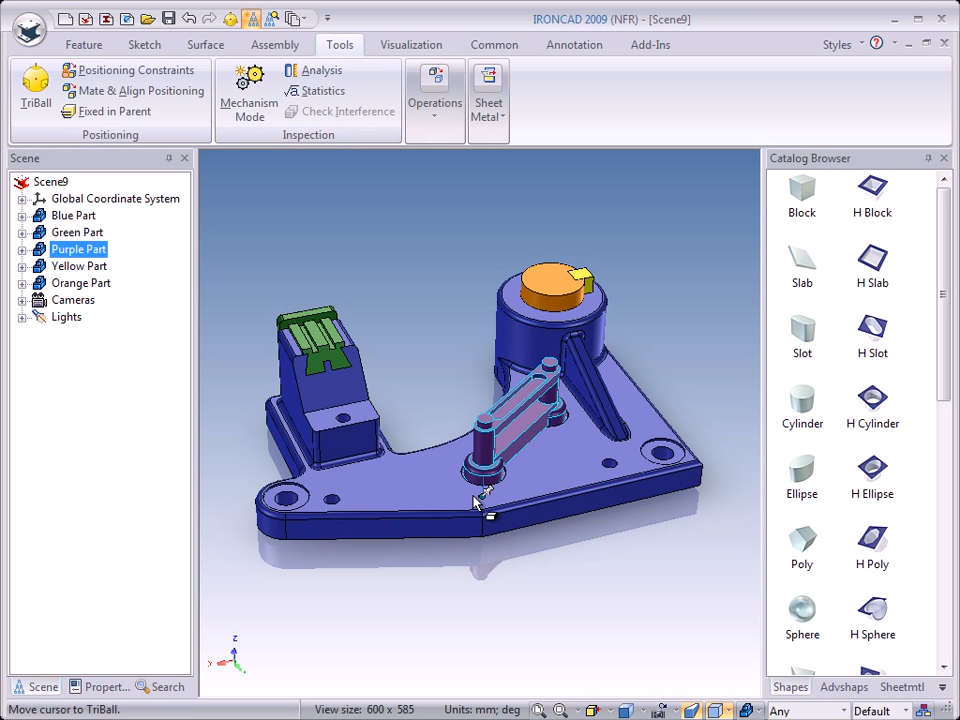 IRONCAD 2009 (NFR) - [Scene9]
Feature Sketch Surface Assembly Tools Visualization Common Annotation Add-Ins Styles
TriBall
Positioning Constraints
Mate & Align Positioning
Fixed in Parent
Positioning
Mechanism Mode
Analysis
Statistics
Check Interference
Inspection
Operations
Sheet Metal
Scene
Scene9
Global Coordinate System
Blue Part
Green Part
Purple Part
Yellow Part
Orange Part
Cameras
Lights
Z
Y
Catalog Browser
Block H Block
Slab H Slab
Slot H Slot
Cylinder H Cylinder
Ellipse H Ellipse
Poly H Poly
Sphere H Sphere
Scene Propert... Search
Shapes Advshaps Sheetmtl
Move cursor to TriBall. View size: 600 x 585 Units: mm; deg Any Default